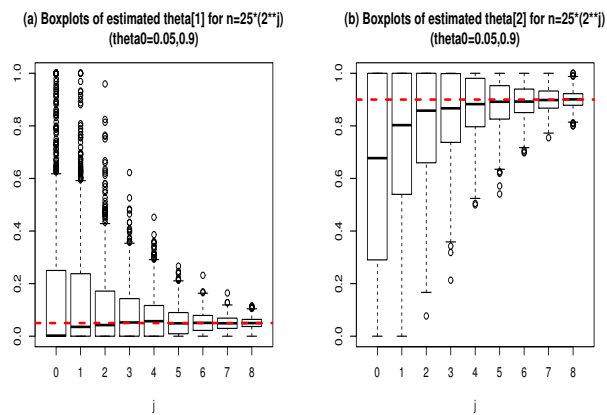 (a) Boxplots of estimated theta[1] for n=25*(2**j)
(theta0=0.05,0.9)
1.0
0.8
0.6
0.4
0.2
0.0
0 1 2 3 4 5 6 7 8
j
(b) Boxplots of estimated theta[2] for n=25*(2**j)
(theta0=0.05,0.9)
1.0
0.8
0.6
0.4
0.2
0.0
0 1 2 3 4 5 6 7 8
j